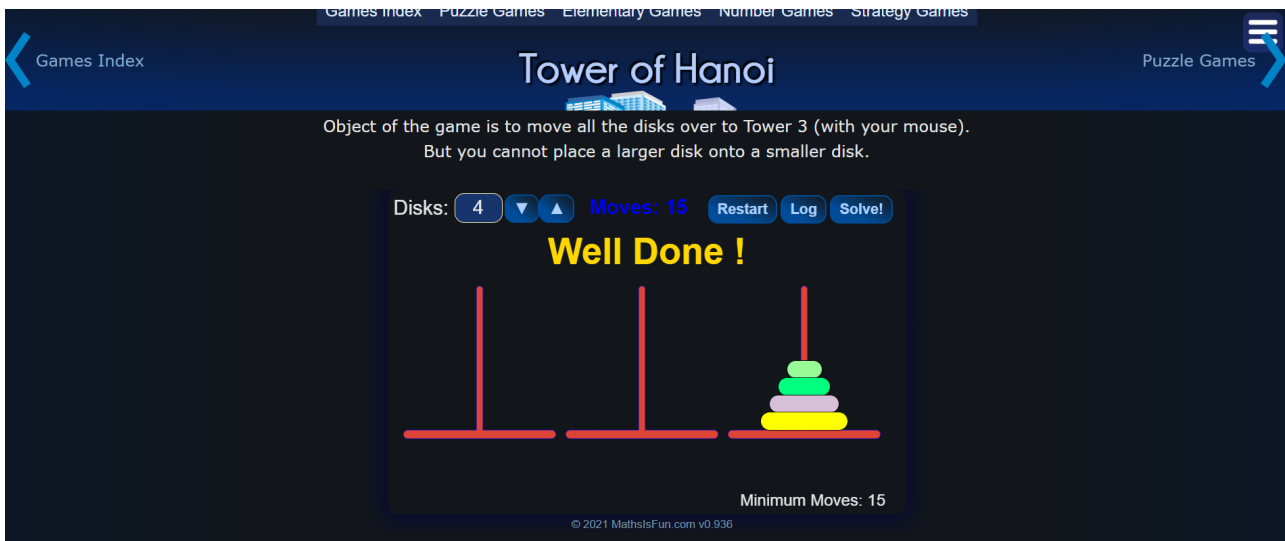 Games Index Puzzle Games Elementary Games Number Games Strategy Games
Games Index
Tower of Hanoi
Puzzle Games
Object of the game is to move all the disks over to Tower 3 (with your mouse).
But you cannot place a larger disk onto a smaller disk.
Disks: 4 ▼ ▲ Moves: 15 Restart Log Solve!
Well Done !
Minimum Moves: 15
© 2021 MathsIsFun.com v0.936